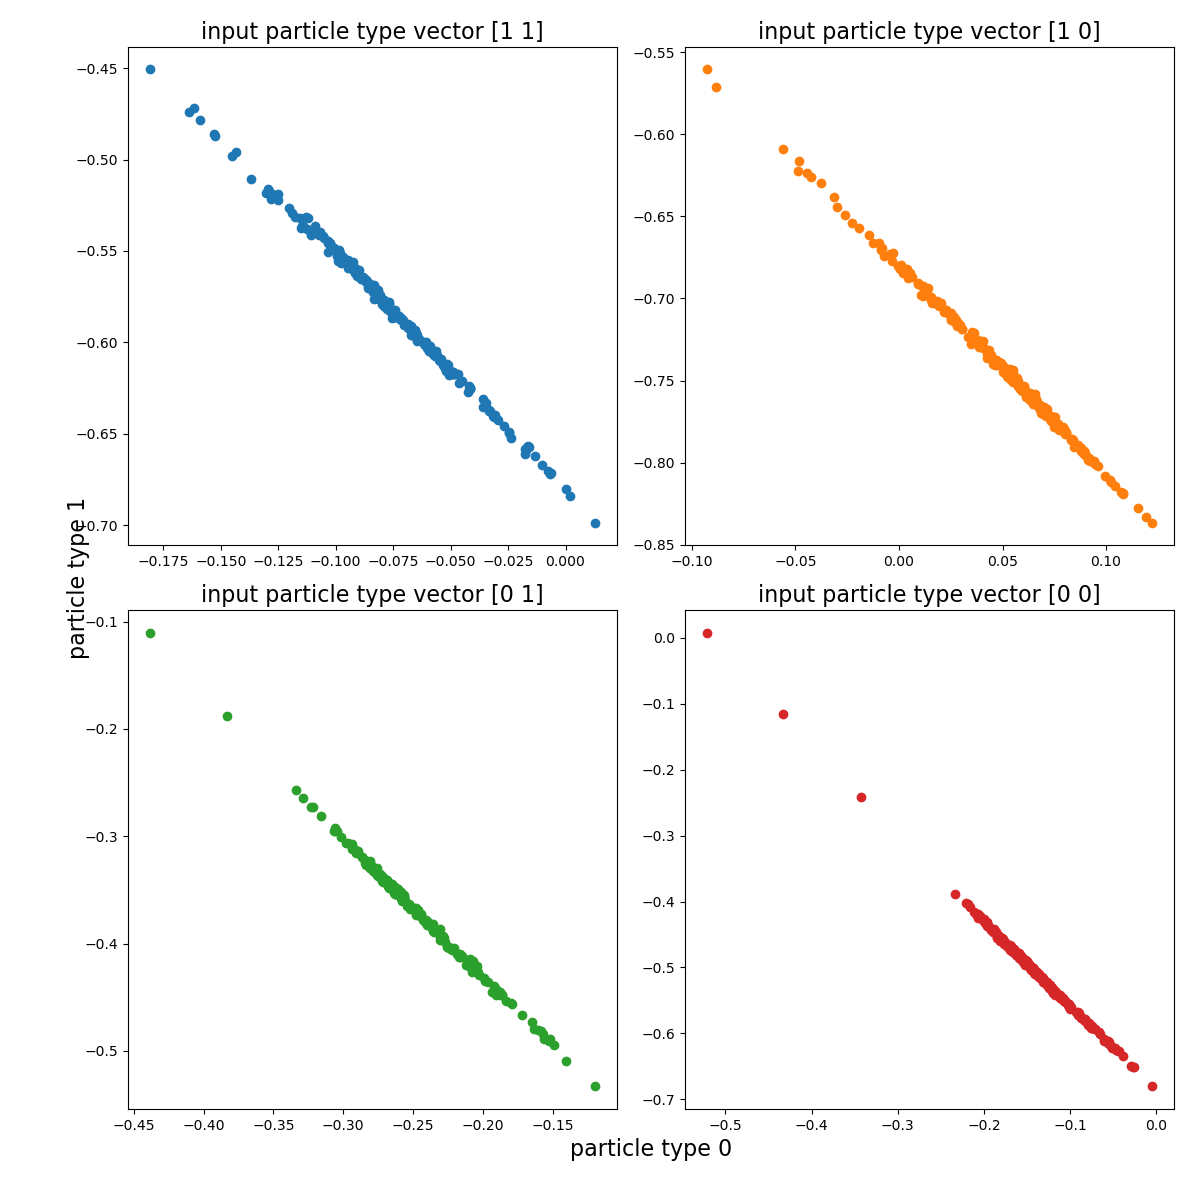 input particle type vector [1 1]
input particle type vector [1 0]
−0.45
−0.50
−0.55
−0.60
−0.65
−0.70
−0.55
−0.60
−0.65
−0.70
−0.75
−0.80
−0.85
−0.175 −0.150 −0.125 −0.100 −0.075 −0.050 −0.025 0.000
−0.10 −0.05 0.00 0.05 0.10
particle type 1
input particle type vector [0 1]
input particle type vector [0 0]
−0.1
−0.2
−0.3
−0.4
−0.5
0.0
−0.1
−0.2
−0.3
−0.4
−0.5
−0.6
−0.7
−0.45 −0.40 −0.35 −0.30 −0.25 −0.20 −0.15
−0.5 −0.4 −0.3 −0.2 −0.1 0.0
particle type 0